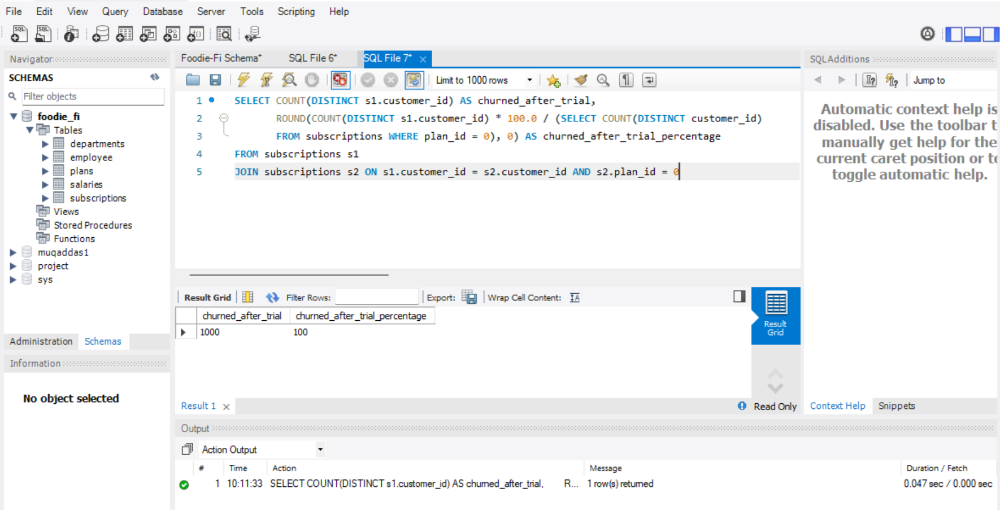 File Edit View Query Database Server Tools Scripting Help
Navigator
SCHEMAS
Filter objects
foodie_fi
Tables
departments
employee
plans
salaries
subscriptions
Views
Stored Procedures
Functions
muqaddas1
project
sys
Administration Schemas
Information
No object selected
Foodie-Fi Schema* SQL File 6* SQL File 7*
Limit to 1000 rows
1 SELECT COUNT(DISTINCT s1.customer_id) AS churned_after_trial,
2 ROUND(COUNT(DISTINCT s1.customer_id) * 100.0 / (SELECT COUNT(DISTINCT customer_id)
3 FROM subscriptions WHERE plan_id = 0), 0) AS churned_after_trial_percentage
4 FROM subscriptions s1
5 JOIN subscriptions s2 ON s1.customer_id = s2.customer_id AND s2.plan_id = 0
Result Grid Filter Rows: Export: Wrap Cell Content:
churned_after_trial churned_after_trial_percentage
1000 100
Result
Grid
Result 1 Read Only
Output
Action Output
# Time Action Message Duration / Fetch
1 10:11:33 SELECT COUNT(DISTINCT s1.customer_id) AS churned_after_trial, R... 1 row(s) returned 0.047 sec / 0.000 sec
SQLAdditions
Jump to
Automatic context help is
disabled. Use the toolbar t
manually get help for the
current caret position or to
toggle automatic help.
Context Help Snippets